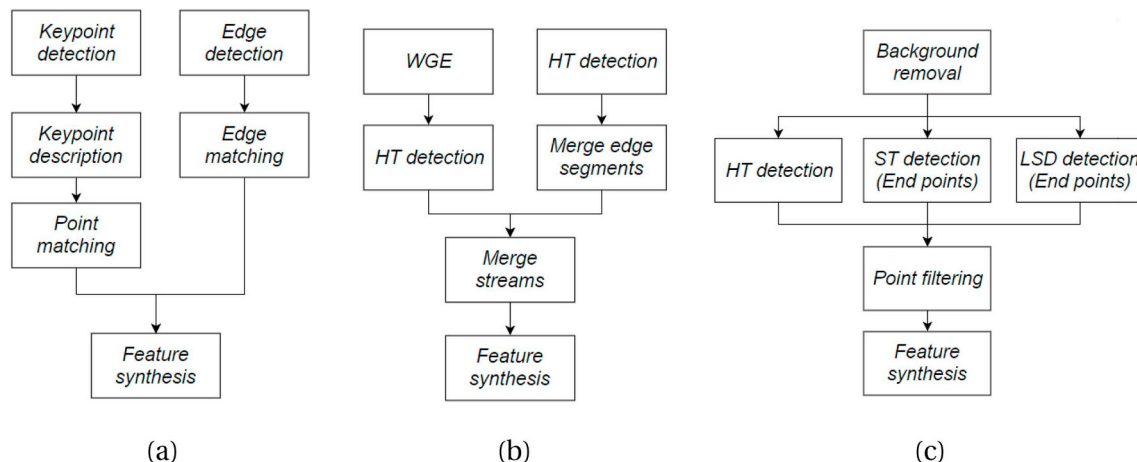 Keypoint
detection
Edge
detection
Keypoint
description
Edge
matching
Point
matching
Feature
synthesis
(a)
WGE
HT detection
HT detection
Merge edge
segments
Merge
streams
Feature
synthesis
(b)
Background
removal
HT detection
ST detection
(End points)
LSD detection
(End points)
Point filtering
Feature
synthesis
(c)